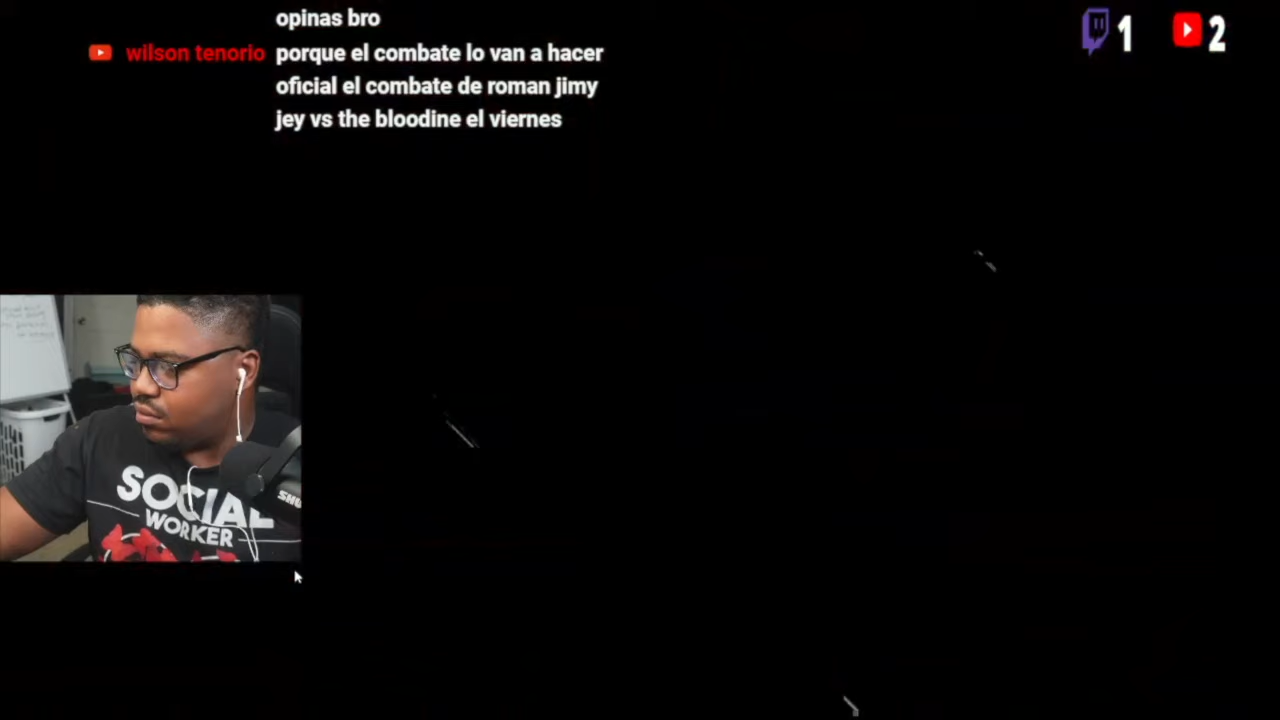 opinas bro
1
2
wilson tenorio porque el combate lo van a hacer
oficial el combate de roman jimy
jey vs the bloodine el viernes
SOCIAL
WORKER